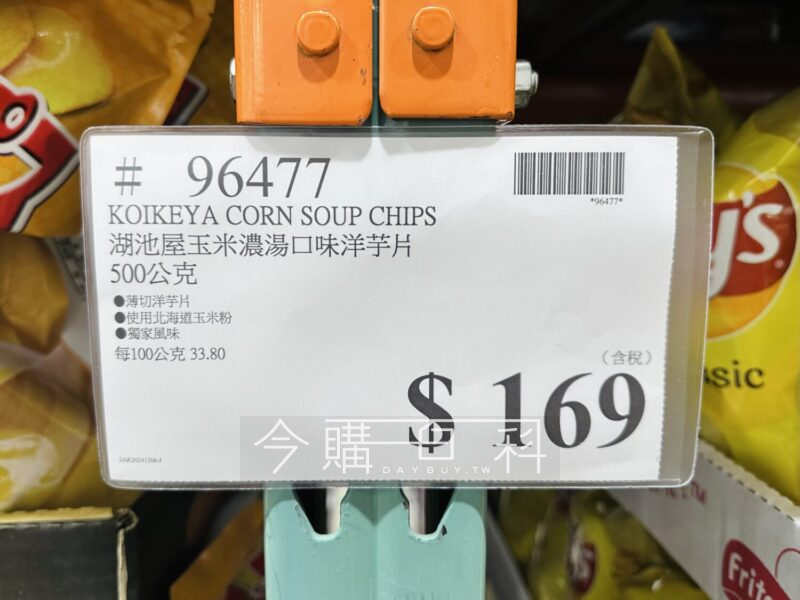 # 96477
*96477*
KOIKEYA CORN SOUP CHIPS
湖池屋玉米濃湯口味洋芋片
500公克
●薄切洋芋片
●使用北海道玉米粉
●獨家風味
每100公克 33.80
(含稅)
$ 169
今購百科
DAYBUY.TW
ay's
ssic
Frit